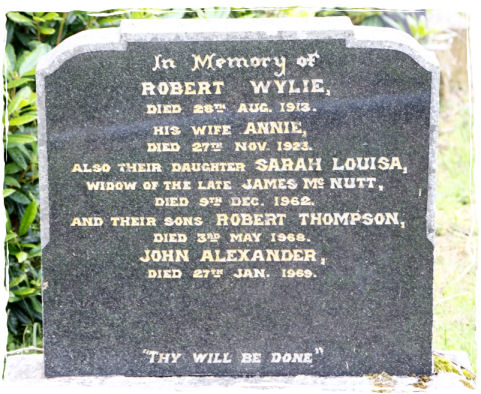 In Memory of
ROBERT WYLIE,
DIED 28TH AUG. 1913.
HIS WIFE ANNIE,
DIED 27TH NOV. 1923.
ALSO THEIR DAUGHTER SARAH LOUISA,
WIDOW OF THE LATE JAMES Mc NUTT,
DIED 9TH DEC. 1962.
AND THEIR SONS ROBERT THOMPSON,
DIED 3RD MAY 1968.
JOHN ALEXANDER,
DIED 27TH JAN. 1969.
"THY WILL BE DONE"